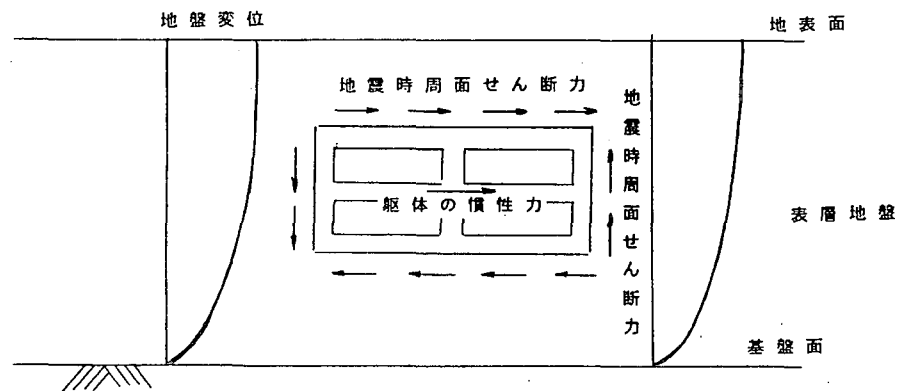 地盤変位
地表面
地震時周面せん断力
地震時周面せん断力
躯体の慣性力
表層地盤
基盤面